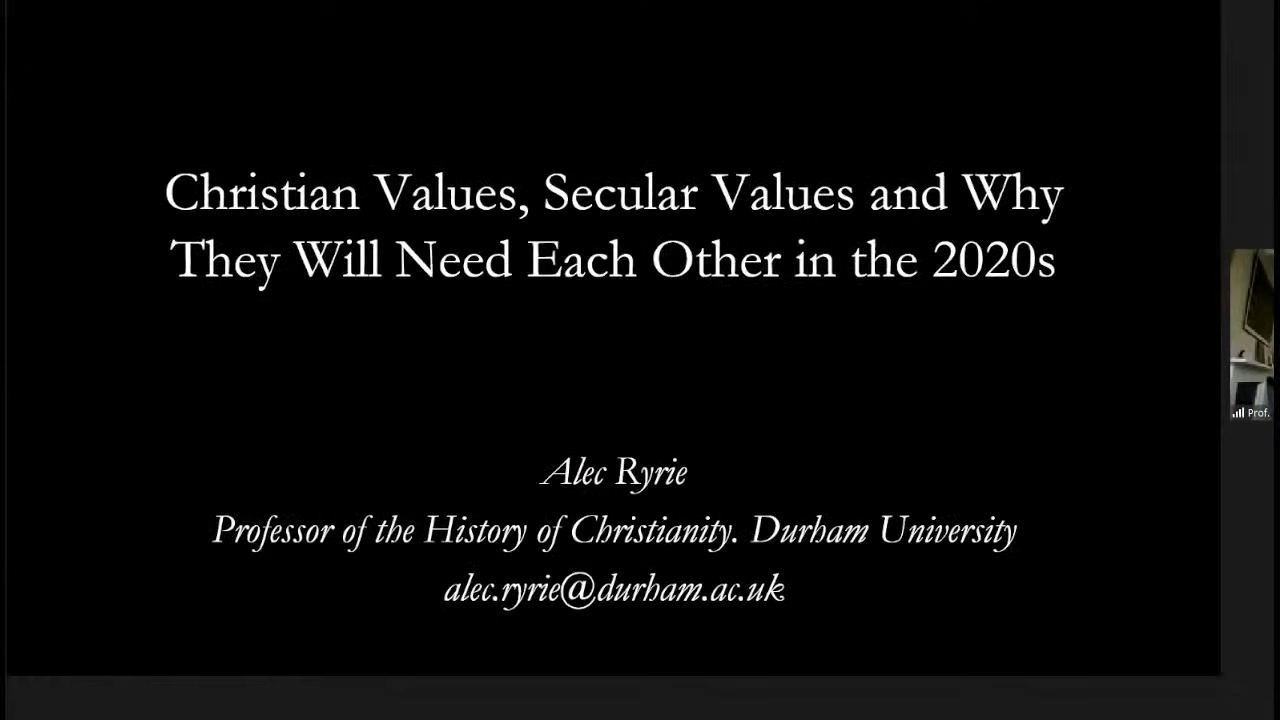 Christian Values, Secular Values and Why
They Will Need Each Other in the 2020s
Alec Ryrie
Professor of the History of Christianity. Durham University
alec.ryrie@durham.ac.uk
Prof.